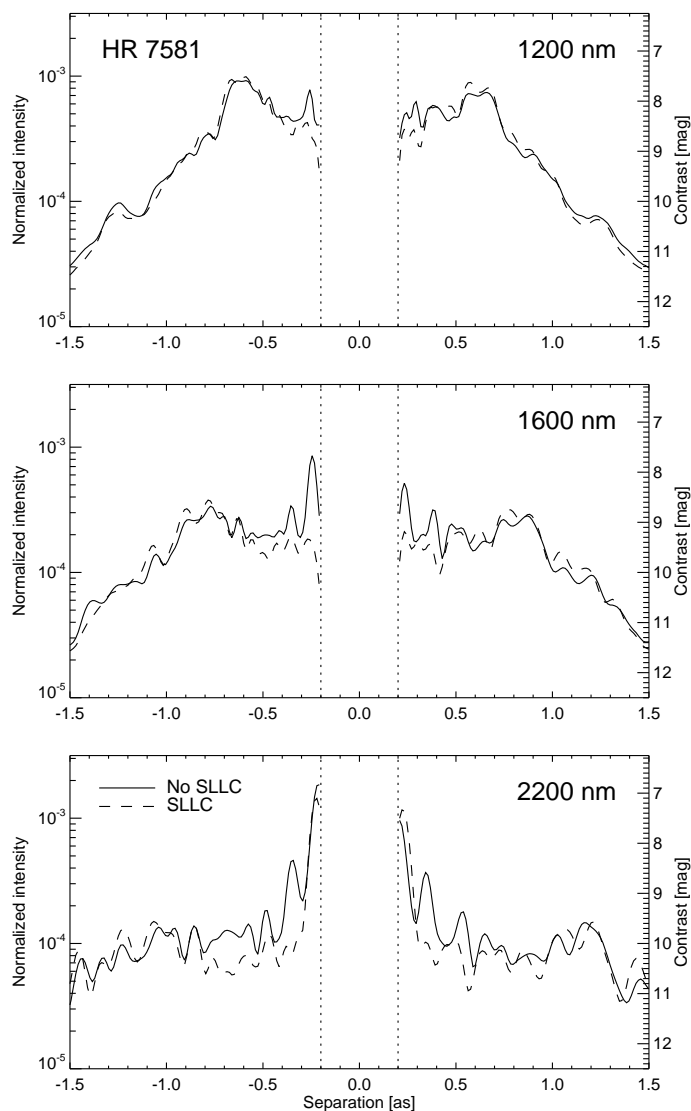 HR 7581
1200 nm
Normalized intensity
10^-3
10^-4
10^-5
7
8
9
10
11
12
Contrast [mag]
-1.5 -1.0 -0.5 0.0 0.5 1.0 1.5
1600 nm
Normalized intensity
10^-3
10^-4
10^-5
7
8
9
10
11
12
Contrast [mag]
-1.5 -1.0 -0.5 0.0 0.5 1.0 1.5
No SLLC
SLLC
2200 nm
Normalized intensity
10^-3
10^-4
10^-5
7
8
9
10
11
12
Contrast [mag]
-1.5 -1.0 -0.5 0.0 0.5 1.0 1.5
Separation [as]